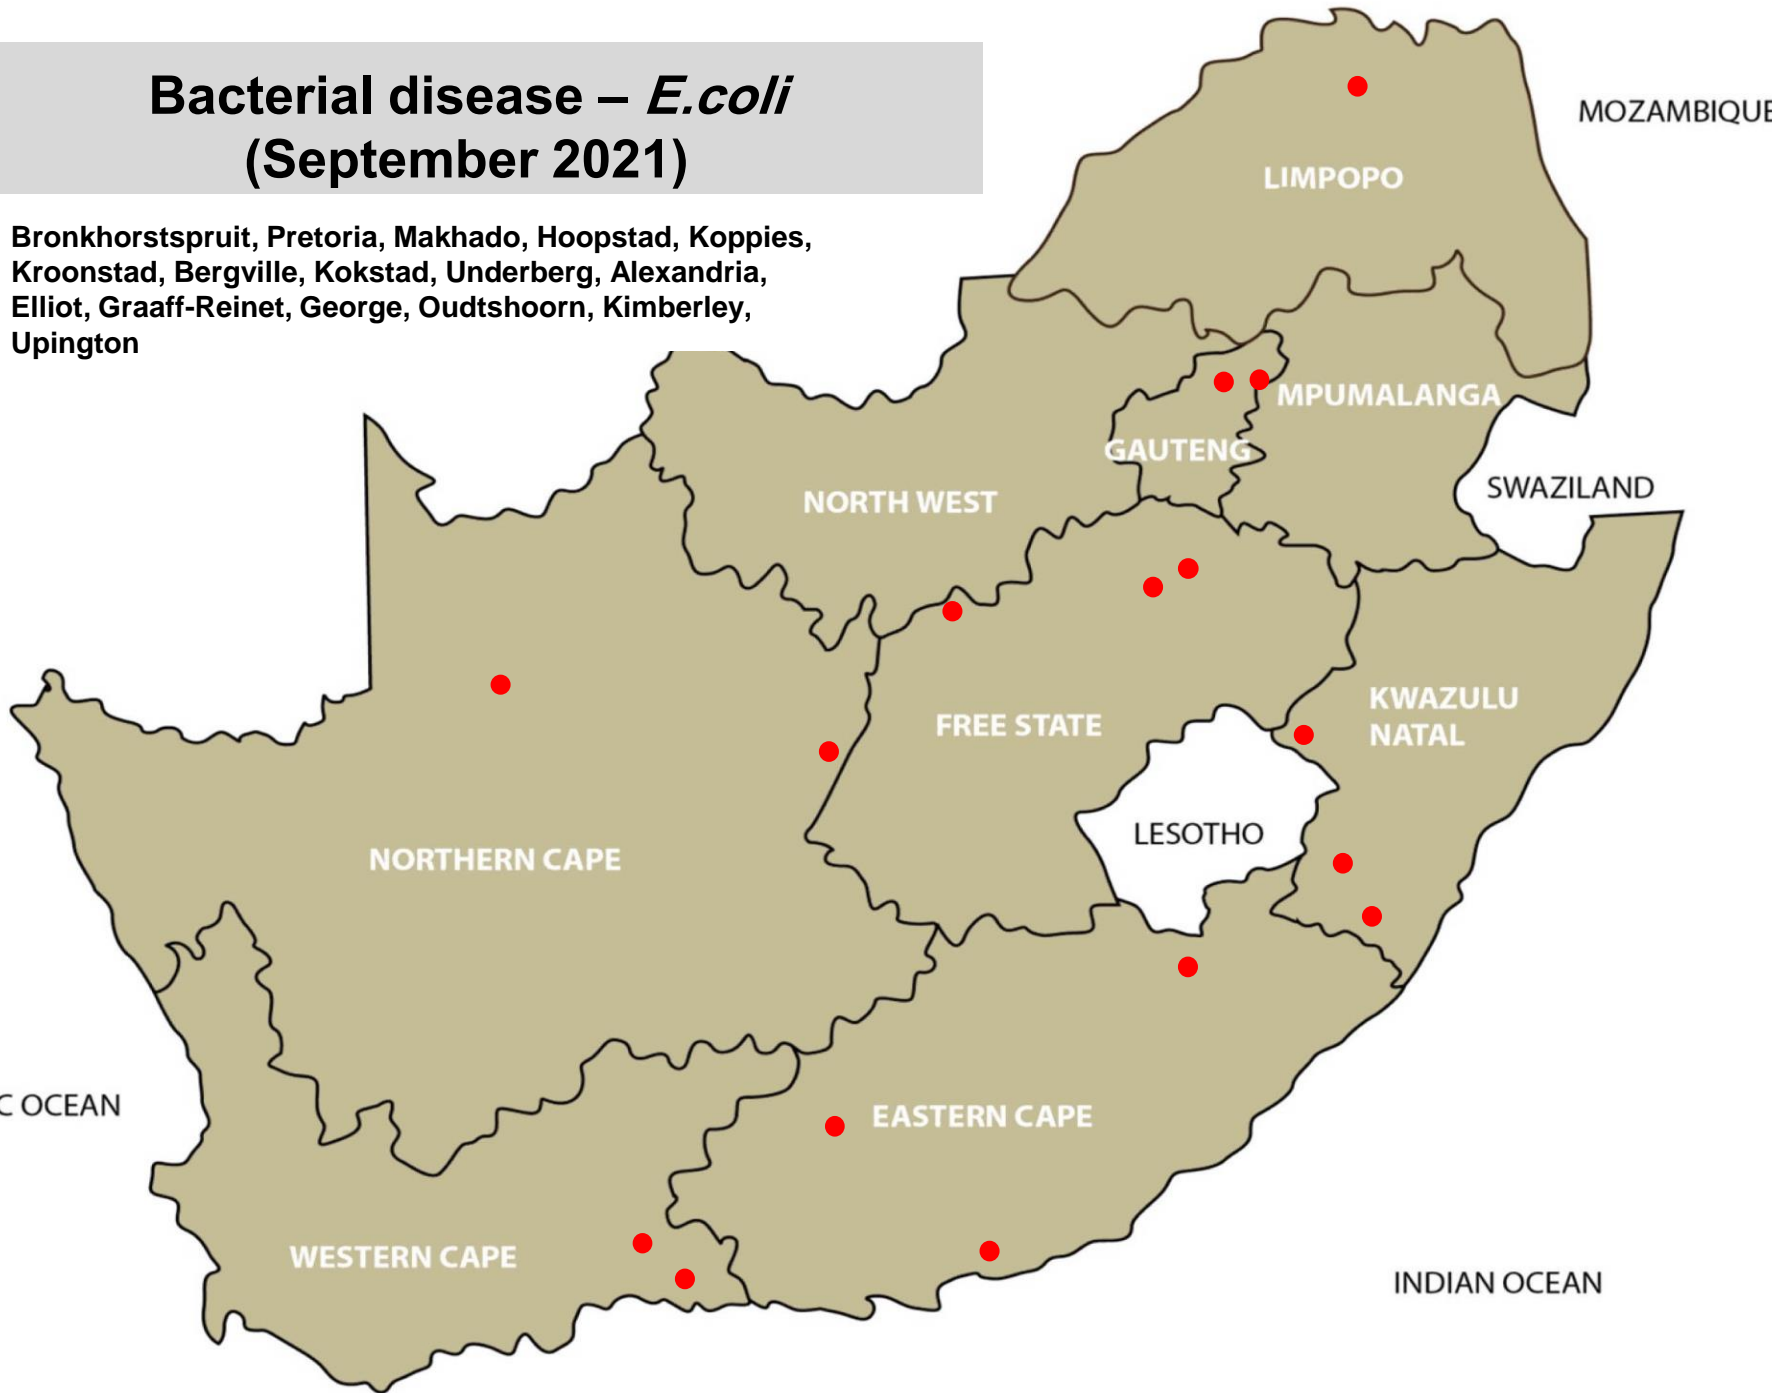 Bacterial disease – E.coli
(September 2021)
Bronkhorstspruit, Pretoria, Makhado, Hoopstad, Koppies,
Kroonstad, Bergville, Kokstad, Underberg, Alexandria,
Elliot, Graaff-Reinet, George, Oudtshoorn, Kimberley,
Upington
MOZAMBIQUE
LIMPOPO
MPUMALANGA
GAUTENG
NORTH WEST
SWAZILAND
KWAZULU
NATAL
FREE STATE
LESOTHO
NORTHERN CAPE
C OCEAN
EASTERN CAPE
WESTERN CAPE
INDIAN OCEAN